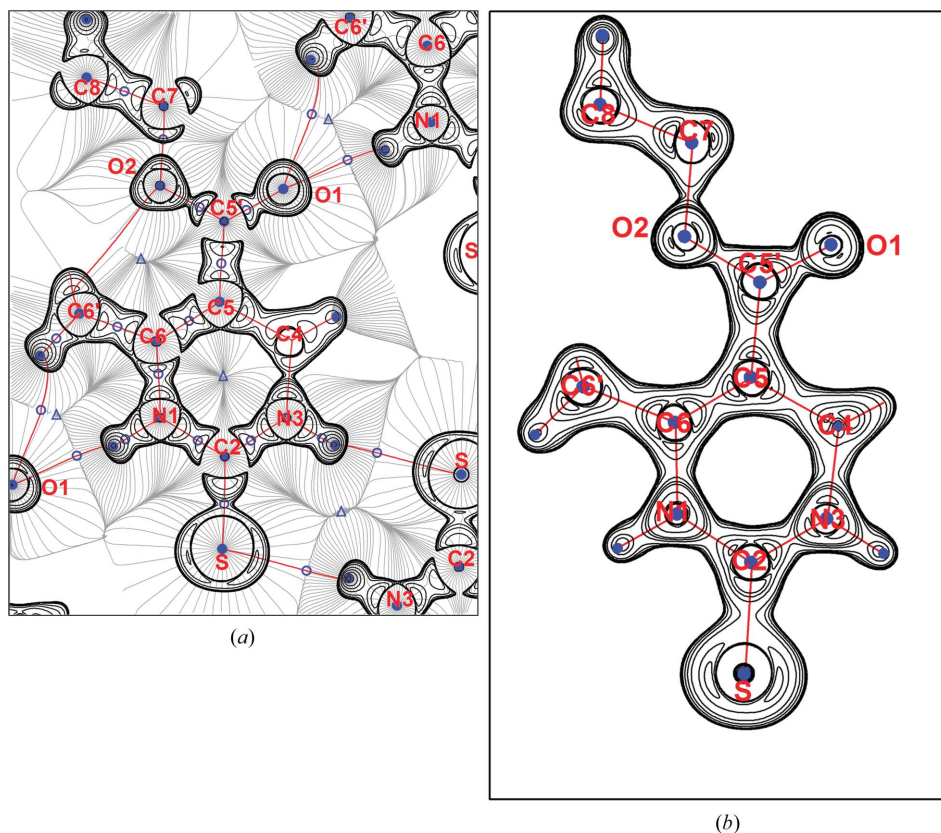 C6' C6
C8 C7
N1
O2 O1
C5'
S
C6' C5
C6 C4
N1 N3
C2
S
O1
S
C2
N3
(a)
C8 C7
O2 O1
C5'
C5
C6' C6 C4
N1 N3
C2
S
(b)